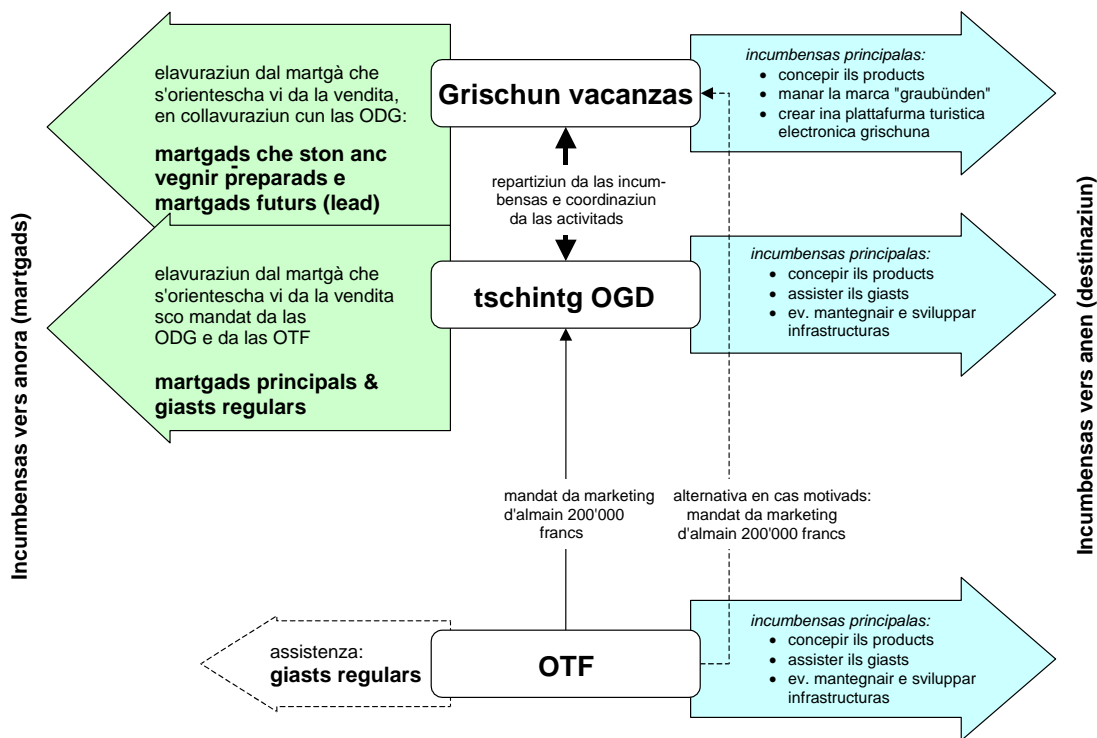 Incumbensas vers anora (martgads)
elavuraziun dal martgà che
s'orientescha vi da la vendita,
en collavuraziun cun las ODG:
martgads che ston anc
vegnir preparads e
martgads futurs (lead)
Grischun vacanzas
incumbensas principalas:
• concepir ils products
• manar la marca "graubünden"
• crear ina plattafurma turistica
electronica grischuna
repartiziun da las incum-
bensas e coordinaziun
da las activitads
elavuraziun dal martgà che
s'orientescha vi da la vendita
sco mandat da las
ODG e da las OTF
martgads principals &
giasts regulars
tschintg OGD
incumbensas principalas:
• concepir ils products
• assister ils giasts
• ev. mantegnair e sviluppar
infrastructuras
mandat da marketing
d'almain 200'000
francs
alternativa en cas motivads:
mandat da marketing
d'almain 200'000 francs
assistenza:
giasts regulars
OTF
incumbensas principalas:
• concepir ils products
• assister ils giasts
• ev. mantegnair e sviluppar
infrastructuras
Incumbensas vers anen (destinaziun)